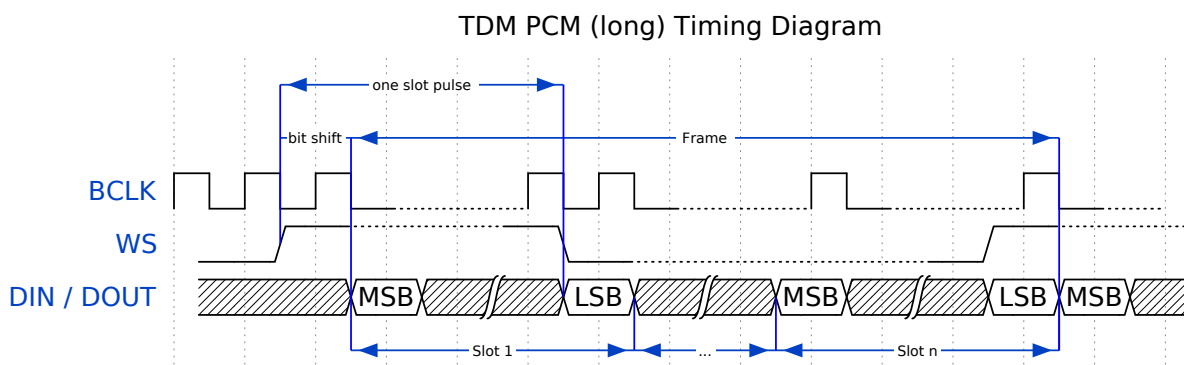 TDM PCM (long) Timing Diagram
one slot pulse
bit shift
Frame
BCLK
WS
DIN / DOUT
MSB
LSB
MSB
LSB
MSB
Slot 1
...
Slot n